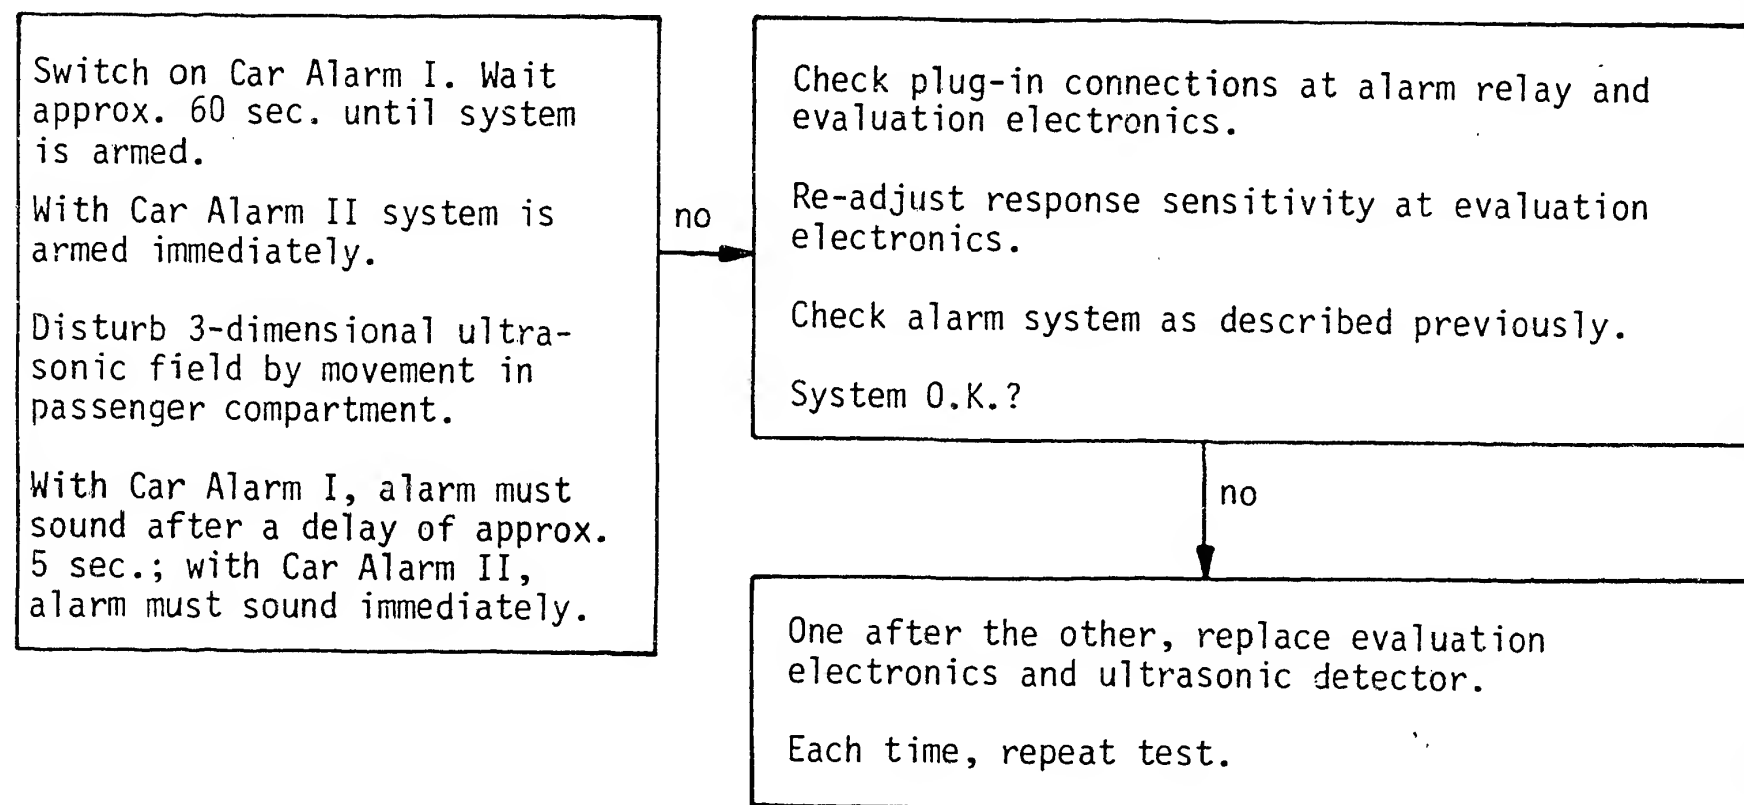 Switch on Car Alarm I. Wait
approx. 60 sec. until system
is armed.
With Car Alarm II system is
armed immediately.
Disturb 3-dimensional ultra-
sonic field by movement in
passenger compartment.
With Car Alarm I, alarm must
sound after a delay of approx.
5 sec.; with Car Alarm II,
alarm must sound immediately.
no
Check plug-in connections at alarm relay and
evaluation electronics.
Re-adjust response sensitivity at evaluation
electronics.
Check alarm system as described previously.
System O.K.?
no
One after the other, replace evaluation
electronics and ultrasonic detector.
Each time, repeat test.